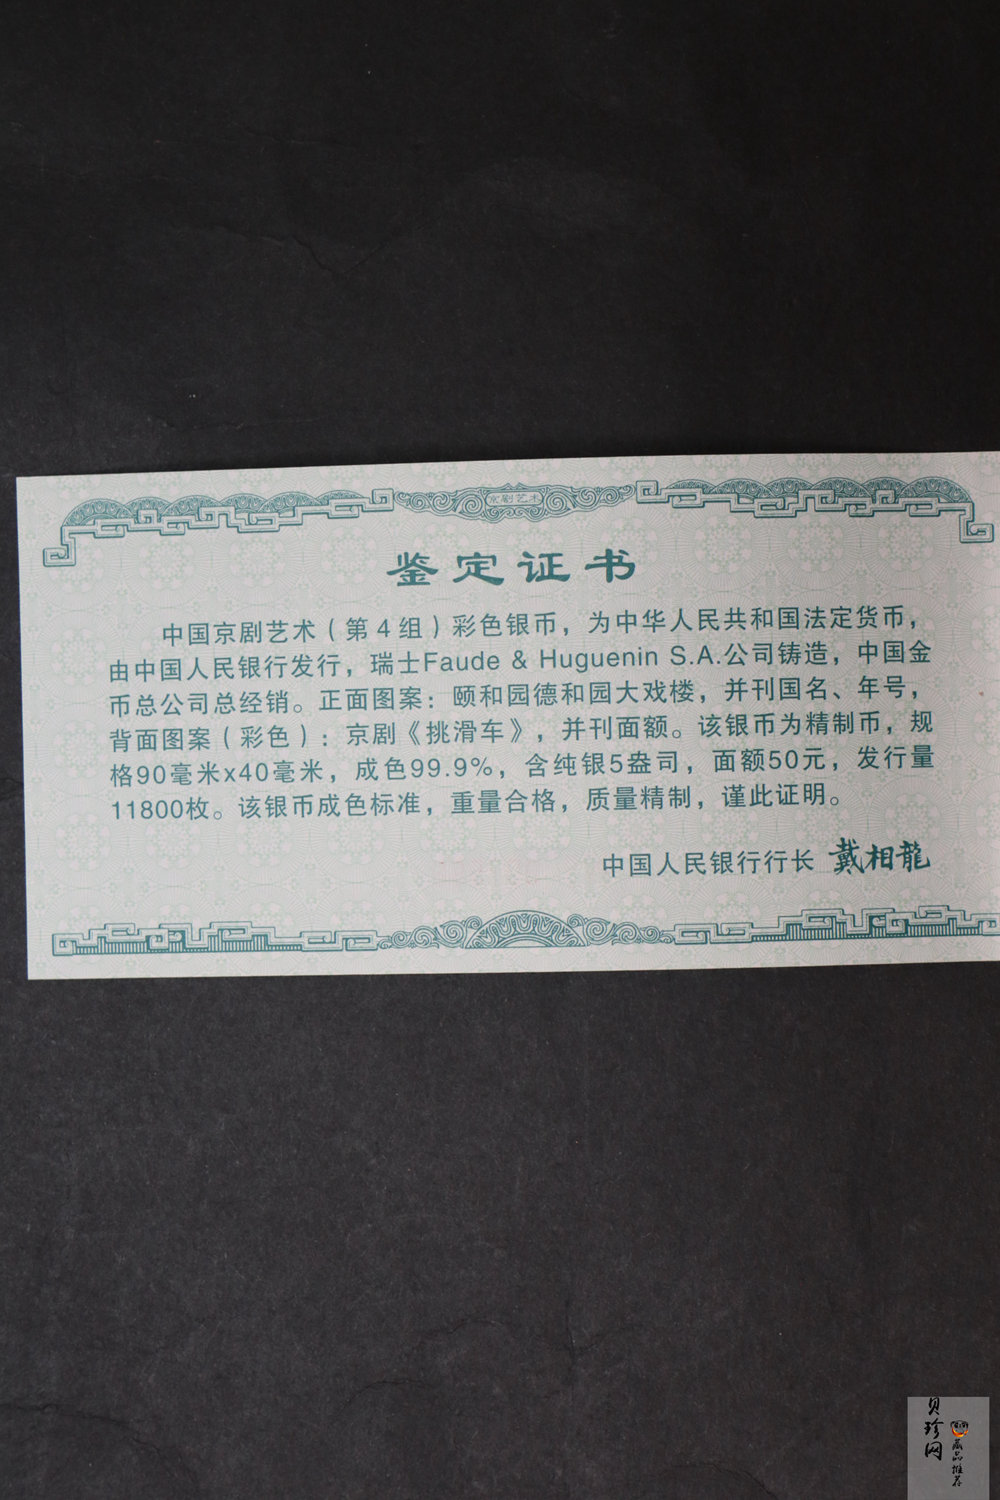 京剧艺术
鉴定证书
中国京剧艺术（第4组）彩色银币，为中华人民共和国法定货币，
由中国人民银行发行，瑞士Faude & Huguenin S.A.公司铸造，中国金
币总公司总经销。正面图案：颐和园德和园大戏楼，并刊国名、年号，
背面图案（彩色）：京剧《挑滑车》，并刊面额。该银币为精制币，规
格90毫米x40毫米，成色99.9%，含纯银5盎司，面额50元，发行量
11800枚。该银币成色标准，重量合格，质量精制，谨此证明。
中国人民银行行长 戴相龍
贝珍网
藏品推荐